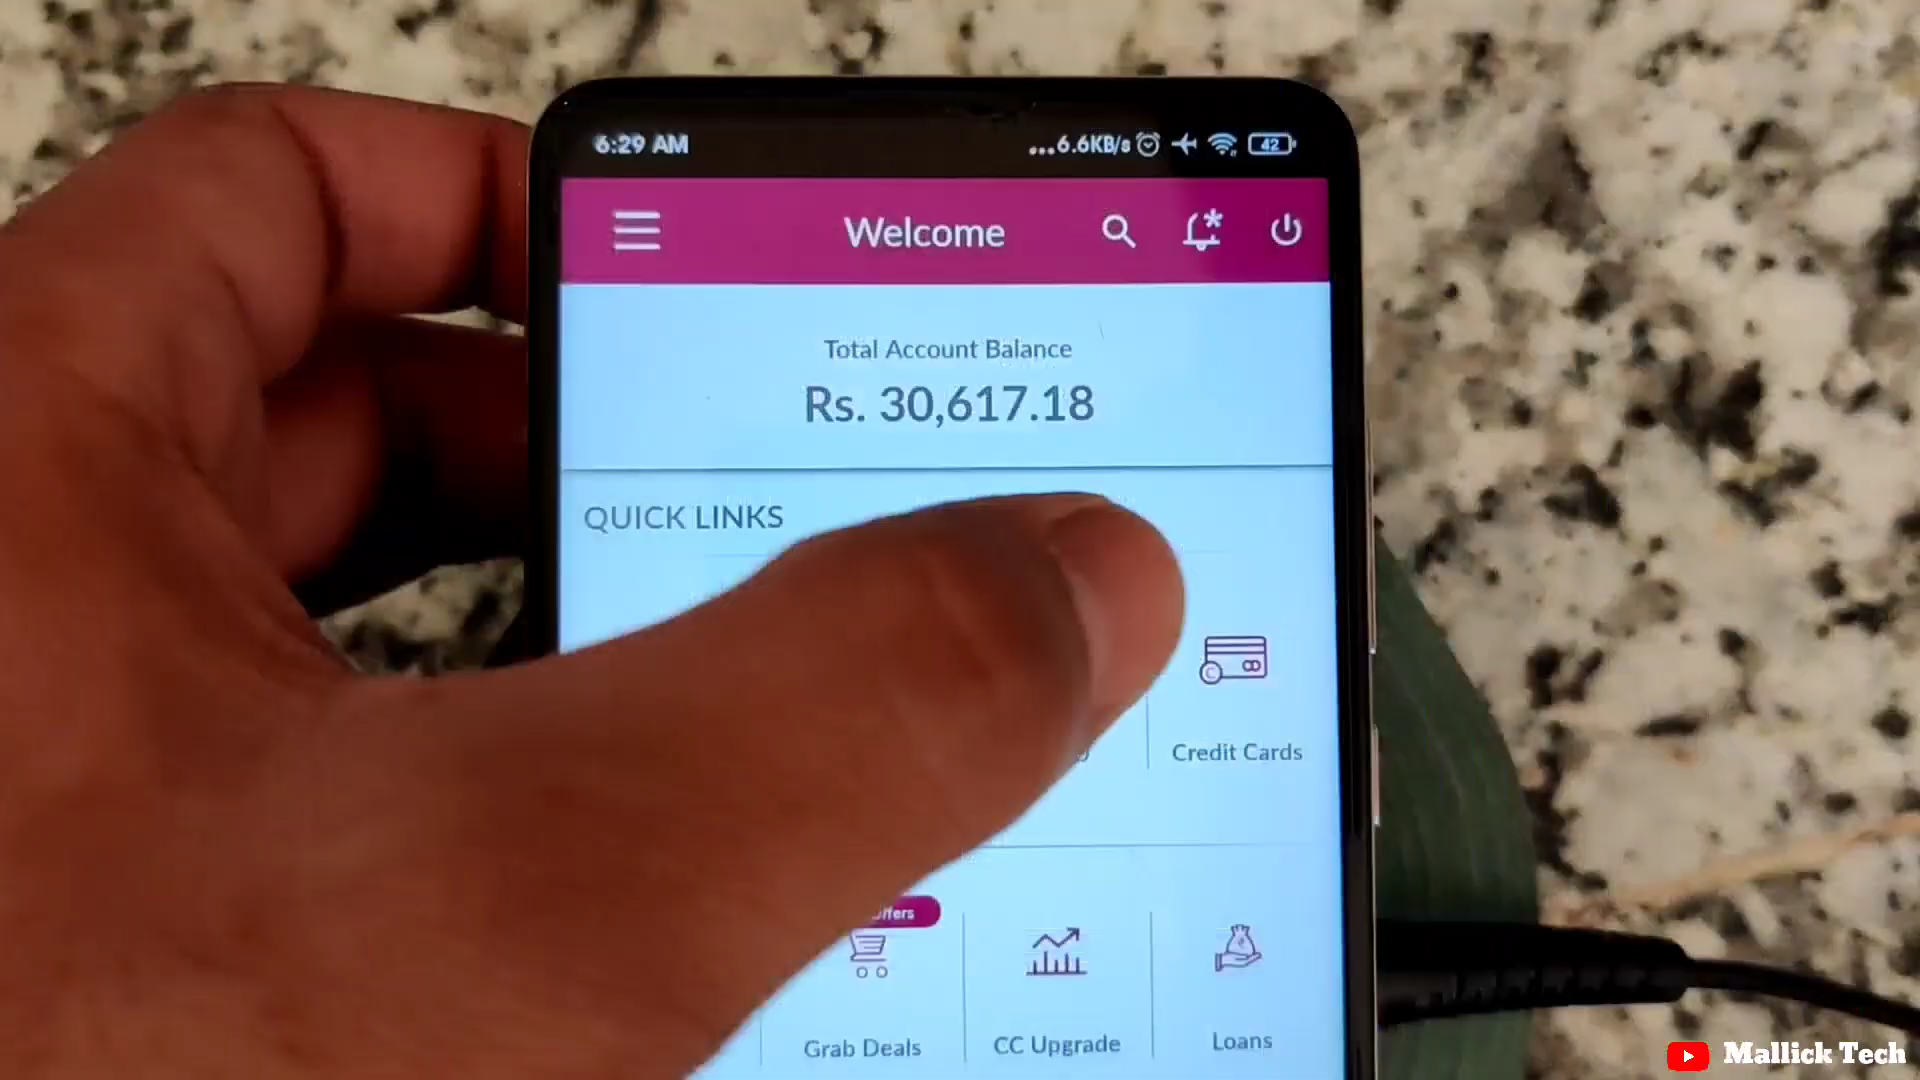 6:29 AM
...6.6KB/s
42
Welcome
Total Account Balance
Rs. 30,617.18
QUICK LINKS
Credit Cards
Grab Deals
CC Upgrade
Loans
Mallick Tech